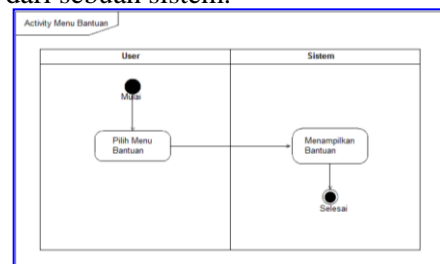 dari sebuah sistem.
Activity Menu Bantuan
User
Sistem
Mulai
Pilih Menu
Bantuan
Menampilkan
Bantuan
Selesai